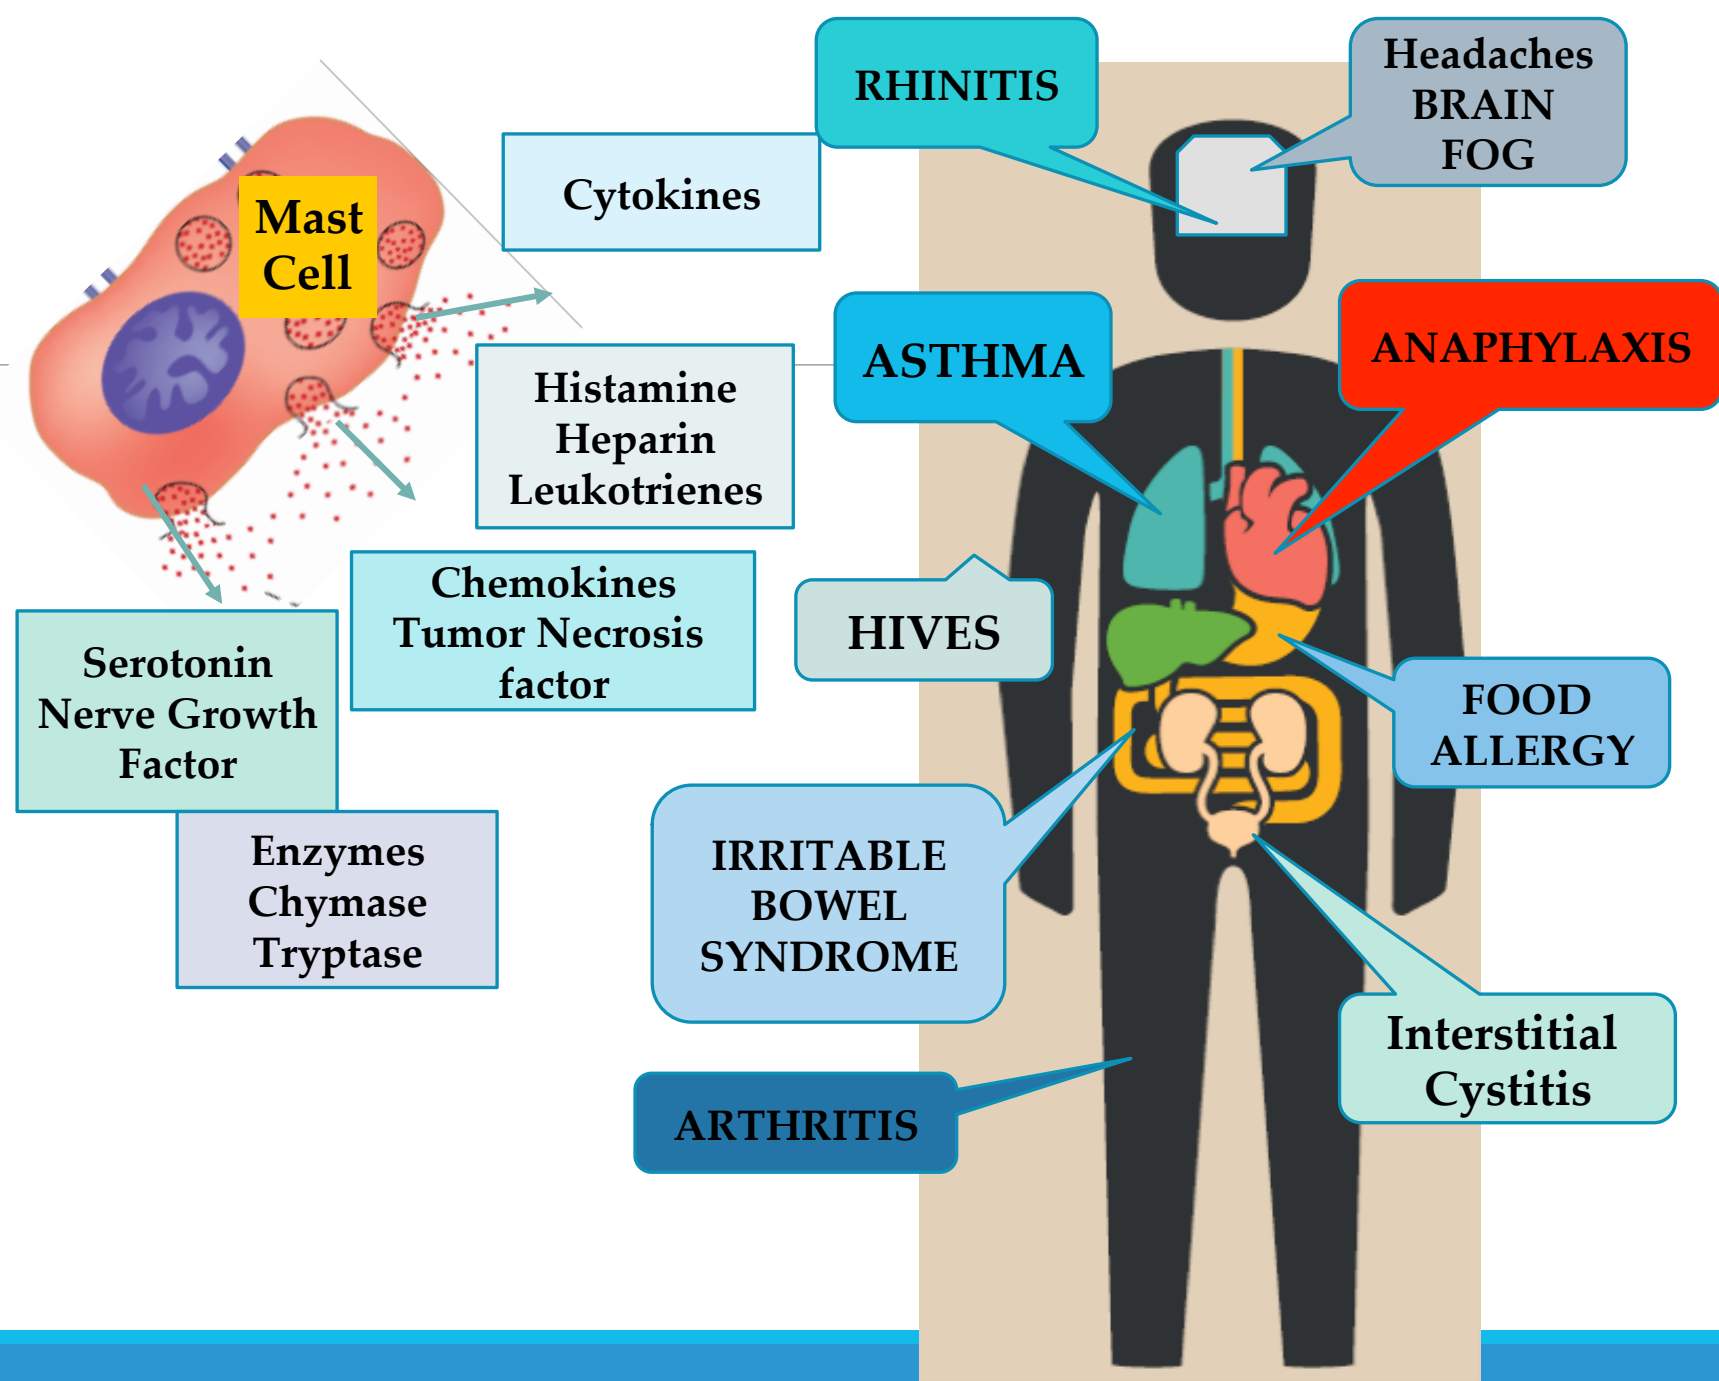 Mast
Cell
Cytokines
Histamine
Heparin
Leukotrienes
Chemokines
Tumor Necrosis
factor
Serotonin
Nerve Growth
Factor
Enzymes
Chymase
Tryptase
RHINITIS
Headaches
BRAIN
FOG
ASTHMA
ANAPHYLAXIS
HIVES
FOOD
ALLERGY
IRRITABLE
BOWEL
SYNDROME
Interstitial
Cystitis
ARTHRITIS